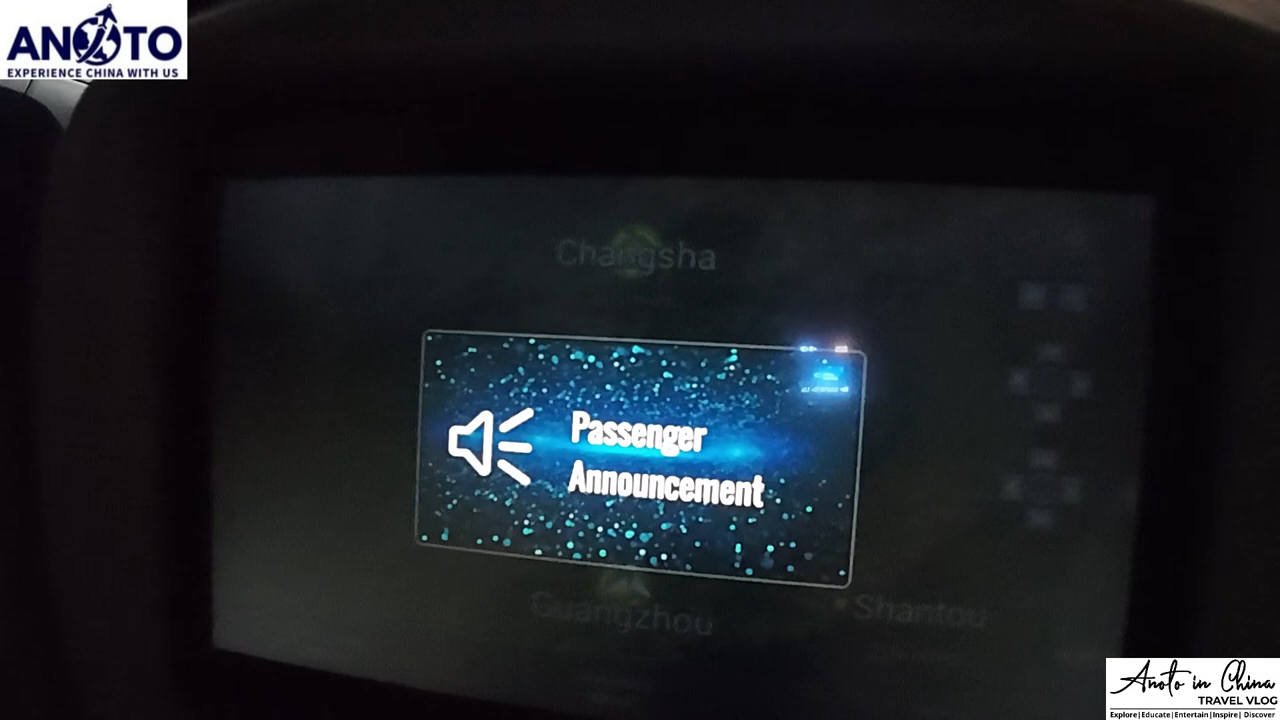 ANOTO
EXPERIENCE CHINA WITH US
Changsha
Passenger
Announcement
Guangzhou
Shantou
Anoto in China
TRAVEL VLOG
Explore|Educate|Entertain|Inspire| Discover